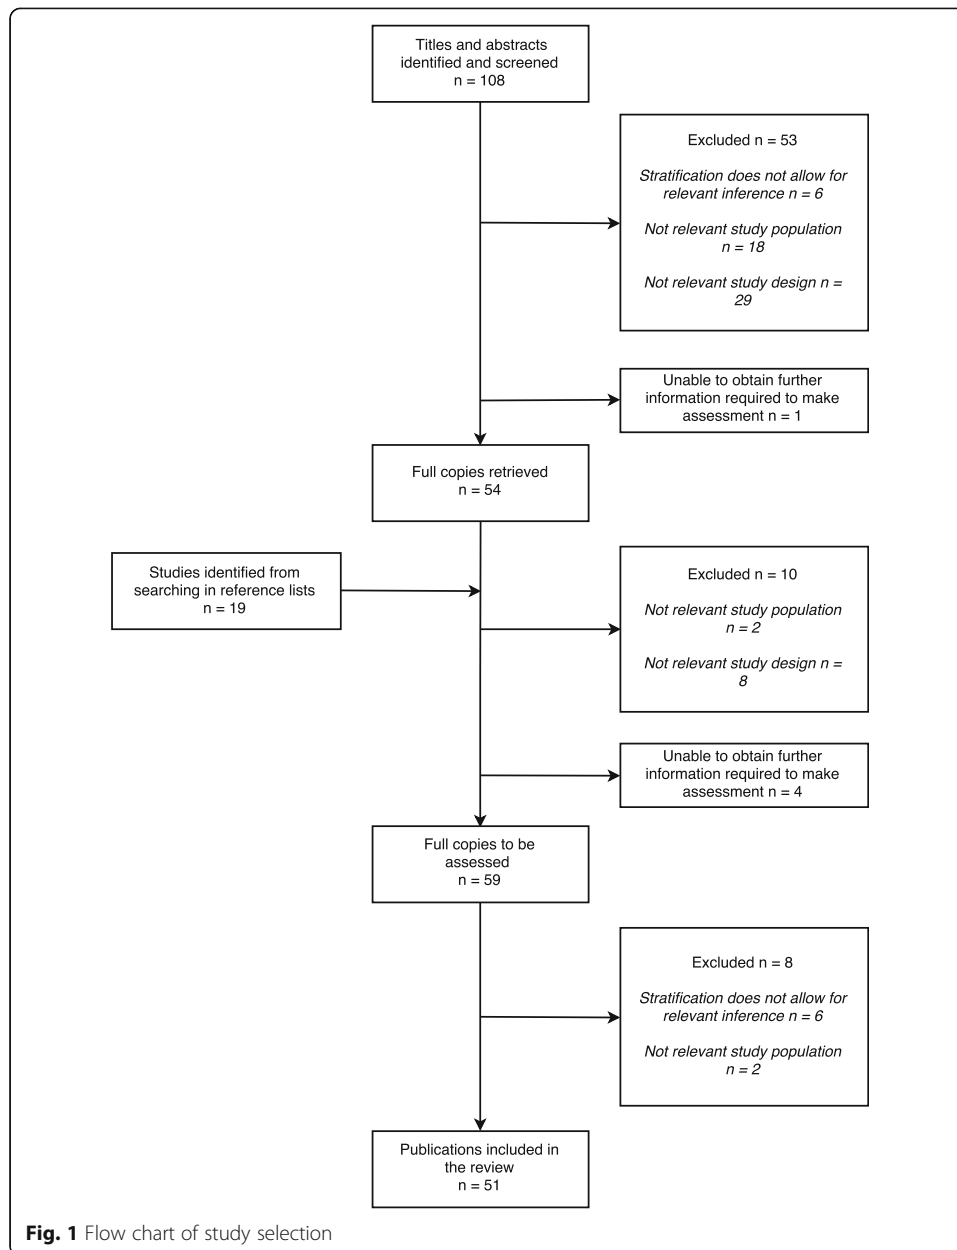 Titles and abstracts
identified and screened
n = 108
Excluded n = 53
Stratification does not allow for
relevant inference n = 6
Not relevant study population
n = 18
Not relevant study design n =
29
Unable to obtain further
information required to make
assessment n = 1
Full copies retrieved
n = 54
Studies identified from
searching in reference lists
n = 19
Excluded n = 10
Not relevant study population
n = 2
Not relevant study design n =
8
Unable to obtain further
information required to make
assessment n = 4
Full copies to be
assessed
n = 59
Excluded n = 8
Stratification does not allow for
relevant inference n = 6
Not relevant study population
n = 2
Publications included in
the review
n = 51
Fig. 1 Flow chart of study selection